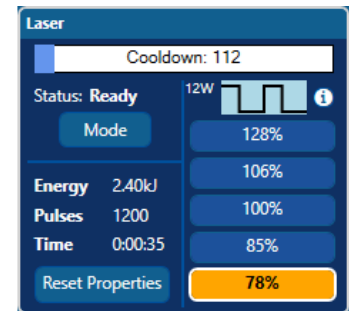 Laser
Cooldown: 112
Status: Ready
12W
Mode
Energy 2.40kJ
Pulses 1200
Time 0:00:35
Reset Properties
i
128%
106%
100%
85%
78%